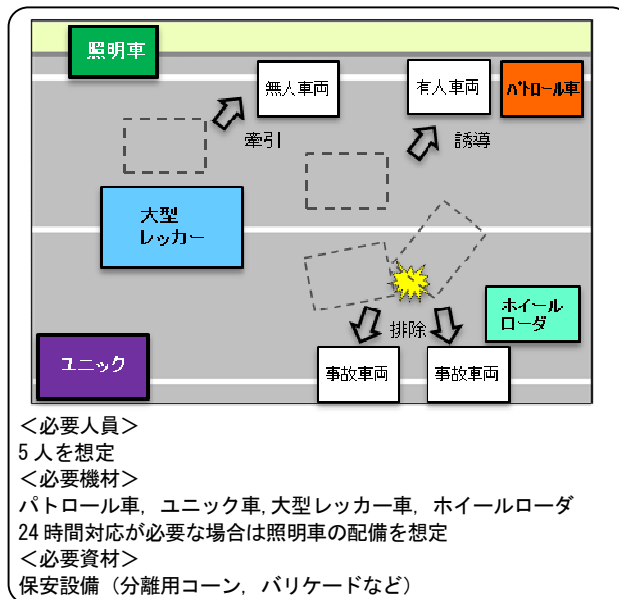 照明車
無人車両
有人車両
パトロール車
牽引
誘導
大型
レッカー
ホイール
ローダ
排除
ユニック
事故車両
事故車両
＜必要人員＞
5 人を想定
＜必要機材＞
パトロール車，ユニック車,大型レッカー車，ホイールローダ
24 時間対応が必要な場合は照明車の配備を想定
＜必要資材＞
保安設備（分離用コーン，バリケードなど）